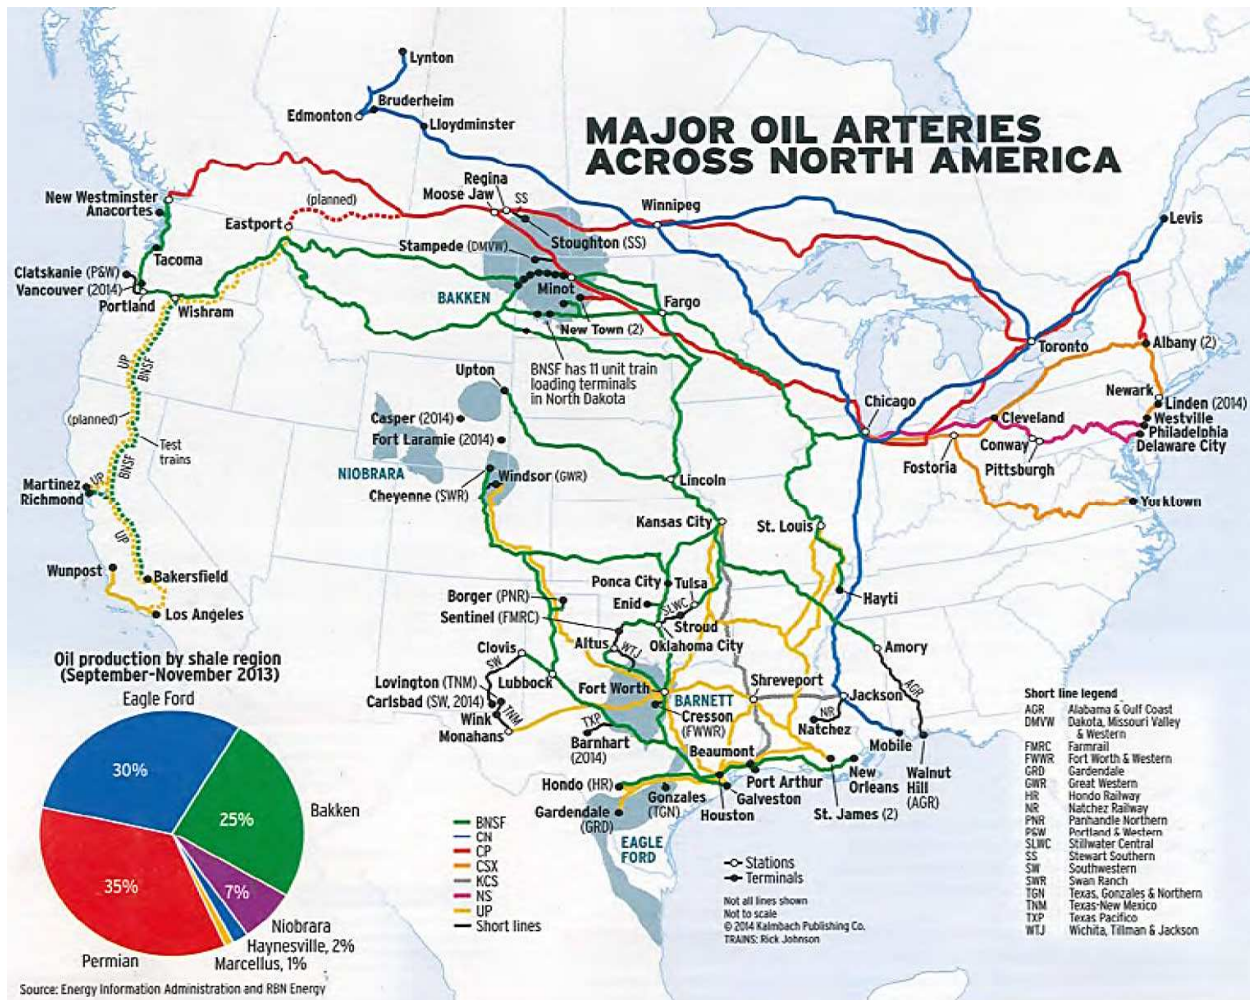 MAJOR OIL ARTERIES
ACROSS NORTH AMERICA
Lynton
Bruderheim
Edmonton
Lloydminster
Regina
Moose Jaw
SS
Winnipeg
Levis
New Westminster
Anacortes
(planned)
Eastport
Stoughton (SS)
Stampede (DMVW)
Tacoma
Clatskanie (P&W)
Vancouver (2014)
Portland
Wishram
BAKKEN
Minot
Fargo
New Town (2)
Toronto
Albany (2)
UP
BNSF
BNSF has 11 unit train
loading terminals
in North Dakota
Upton
Casper (2014)
Fort Laramie (2014)
Chicago
Newark
Linden (2014)
Westville
Philadelphia
Delaware City
Cleveland
Conway
Pittsburgh
Fostoria
(planned)
Test
trains
BNSF
NIOBRARA
Windsor (GWR)
Cheyenne (SWR)
Lincoln
Martinez
Richmond
UP
UP
Yorktown
Kansas City
St. Louis
Wunpost
Bakersfield
Los Angeles
Ponca City
Tulsa
Borger (PNR)
Enid
SLWC
Hayti
Sentinel (FMRC)
Stroud
Altus
WTJ
Oklahoma City
Amory
Clovis
SW
Lubbock
Lovington (TNM)
Carlsbad (SW, 2014)
Wink
TNM
Monahans
Fort Worth
BARNETT
Shreveport
Jackson
AGR
Cresson
(FWWR)
NR
Natchez
TXP
Barnhart
(2014)
Beaumont
Mobile
Walnut
Hill
(AGR)
Hondo (HR)
Port Arthur
New
Orleans
Gonzales
(TGN)
Galveston
Gardendale
(GRD)
Houston
St. James (2)
EAGLE
FORD
Oil production by shale region
(September-November 2013)
Eagle Ford
30%
Bakken
25%
35%
7%
Niobrara
Haynesville, 2%
Marcellus, 1%
Permian
Source: Energy Information Administration and RBN Energy
BNSF
CN
CP
CSX
KCS
NS
UP
Short lines
Stations
Terminals
Not all lines shown
Not to scale
© 2014 Kalmbach Publishing Co.
TRAINS: Rick Johnson
Short line legend
AGR Alabama & Gulf Coast
DMVW Dakota, Missouri Valley
& Western
FMRC Farmrail
FWWR Fort Worth & Western
GRD Gardendale
GWR Great Western
HR Hondo Railway
NR Natchez Railway
PNR Panhandle Northern
P&W Portland & Western
SLWC Stillwater Central
SS Stewart Southern
SW Southwestern
SWR Swan Ranch
TGN Texas, Gonzales & Northern
TNM Texas-New Mexico
TXP Texas Pacifico
WTJ Wichita, Tillman & Jackson